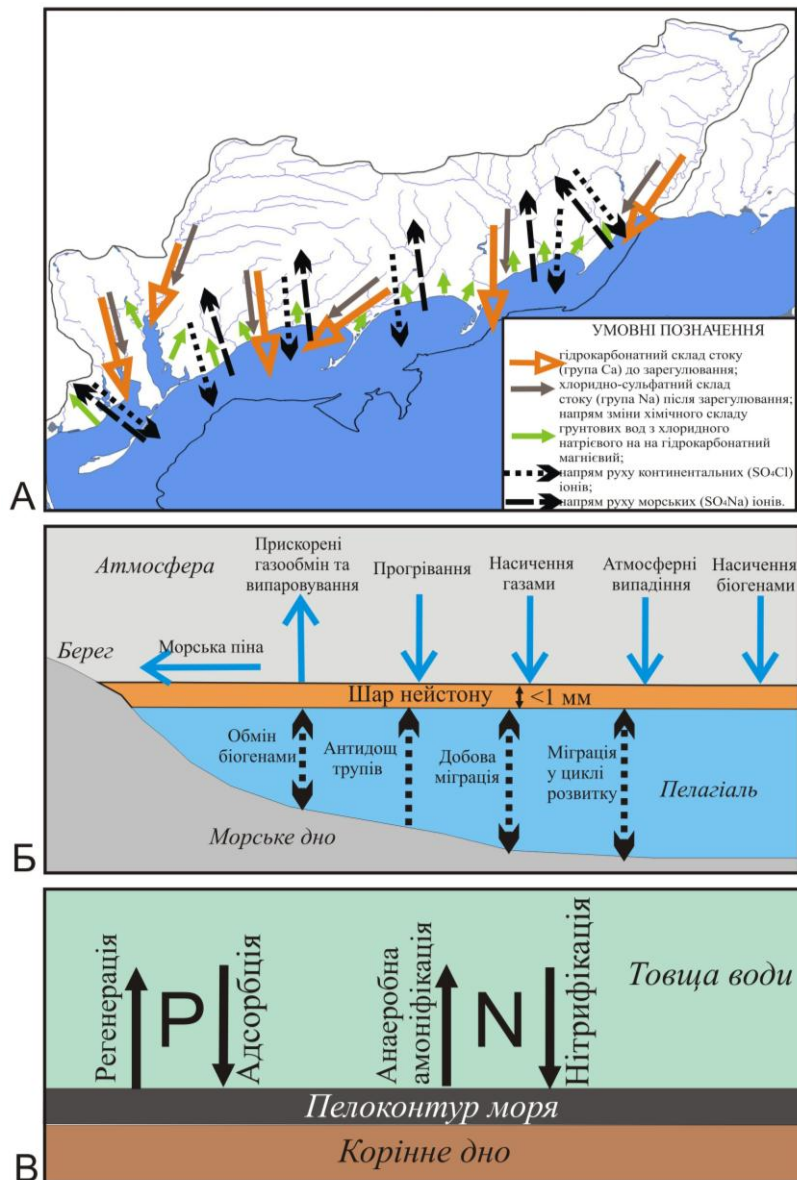 УМОВНІ ПОЗНАЧЕННЯ
гідрокарбонатний склад стоку
(група Ca) до зарегулювання;
хлоридно-сульфатний склад
стоку (група Na) після зарегулювання;
напрям зміни хімічного складу
грунтових вод з хлоридного
натрієвого на на гідрокарбонатний
магнієвий;
напрям руху континентальних (SO₄Cl)
іонів;
напрям руху морських (SO₄Na) іонів.
А
Атмосфера
Прискорені
газообмін та
випаровування
Прогрівання
Насичення
газами
Атмосферні
випадіння
Насичення
біогенами
Берег
Морська піна
Шар нейстону
<1 мм
Обмін
біогенами
Антидощ
трупів
Добова
міграція
Міграція
у циклі
розвитку
Пелагіаль
Морське дно
Б
Регенерація
P
Адсорбція
Анаеробна
амоніфікація
N
Нітрифікація
Товща води
Пелоконтур моря
Корінне дно
В